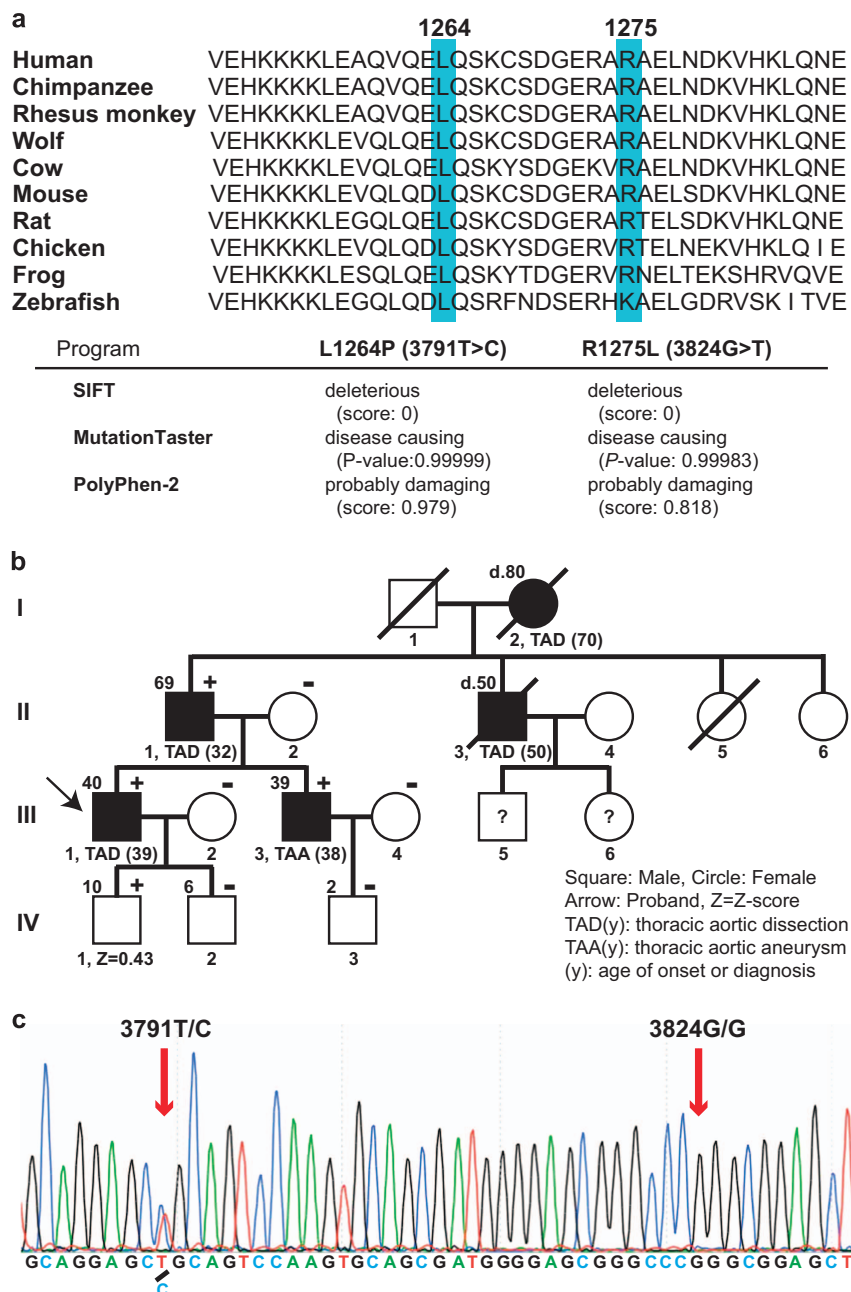 a
1264 1275
Human VEHKKKKLEAQVQELQSKCSDGERARAELNDKVHKLQNE
Chimpanzee VEHKKKKLEAQVQELQSKCSDGERARAELNDKVHKLQNE
Rhesus monkey VEHKKKKLEAQVQELQSKCSDGERARAELNDKVHKLQNE
Wolf VEHKKKKLEVQLQELQSKCSDGERARAELNDKVHKLQNE
Cow VEHKKKKLEVQLQELQSKYSDGEKVRAELNDKVHKLQNE
Mouse VEHKKKKLEVQLQDLQSKCSDGERARAELSDKVHKLQNE
Rat VEHKKKKLEGQLQELQSKCSDGERARTELSDKVHKLQNE
Chicken VEHKKKKLEVQLQDLQSKYSDGERVRTELNEKVHKLQ I E
Frog VEHKKKKLESQLQELQSKYTDGERVRNELTEKSHRVQVE
Zebrafish VEHKKKKLEGQLQDLQSRFNDSERHKAELGDRVSK I TVE
Program L1264P (3791T>C) R1275L (3824G>T)
SIFT deleterious deleterious
(score: 0) (score: 0)
MutationTaster disease causing disease causing
(P-value:0.99999) (P-value: 0.99983)
PolyPhen-2 probably damaging probably damaging
(score: 0.979) (score: 0.818)
b
d.80
I
1 2, TAD (70)
69 + - d.50
II
1, TAD (32) 2 3, TAD (50) 4 5 6
40 + - 39 + -
III ? ?
1, TAD (39) 2 3, TAA (38) 4 5 6
10 + 6 - 2 -
IV
1, Z=0.43 2 3
Square: Male, Circle: Female
Arrow: Proband, Z=Z-score
TAD(y): thoracic aortic dissection
TAA(y): thoracic aortic aneurysm
(y): age of onset or diagnosis
c
3791T/C 3824G/G
GCAGGAGCTGCAGTCCAAGTGCAGCGATGGGGAGCGGGCCCGGGCGGAGCT
C